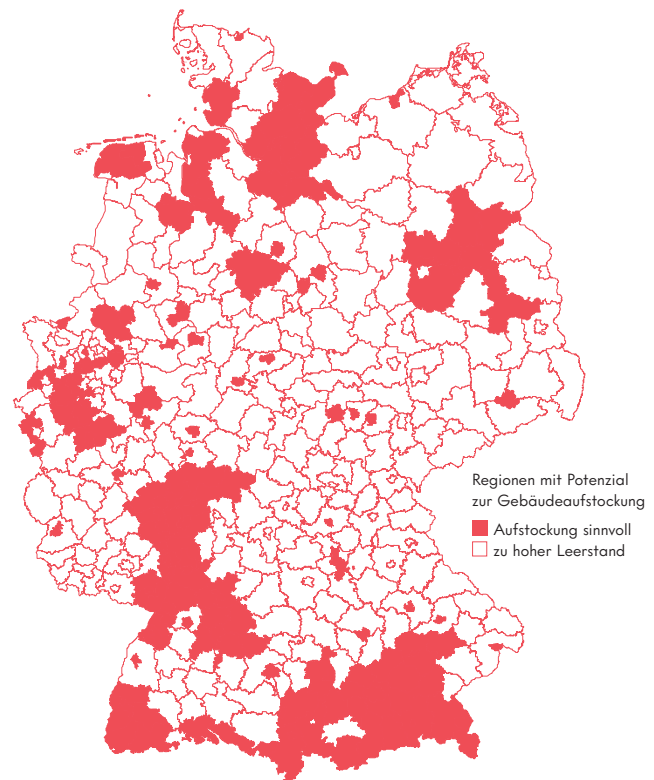 Regionen mit Potenzial
zur Gebäudeaufstockung
Aufstockung sinnvoll
zu hoher Leerstand